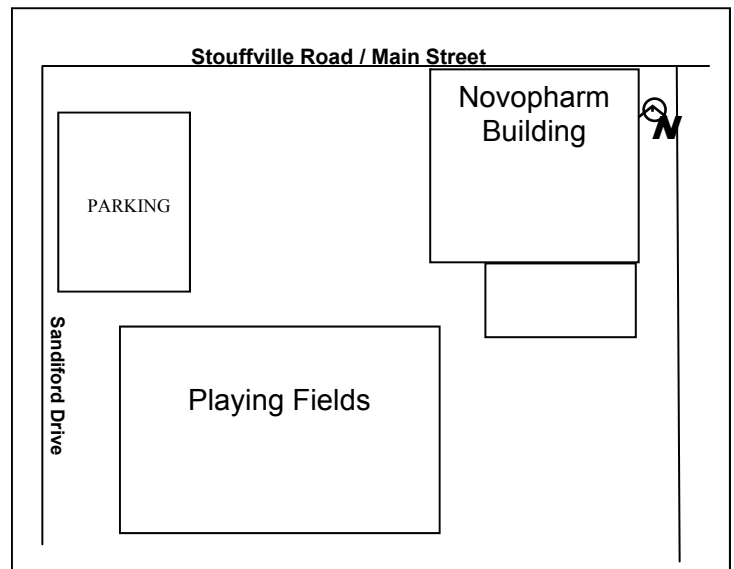 Stouffville Road / Main Street
Novopharm
Building
N
PARKING
Sandiford Drive
Playing Fields